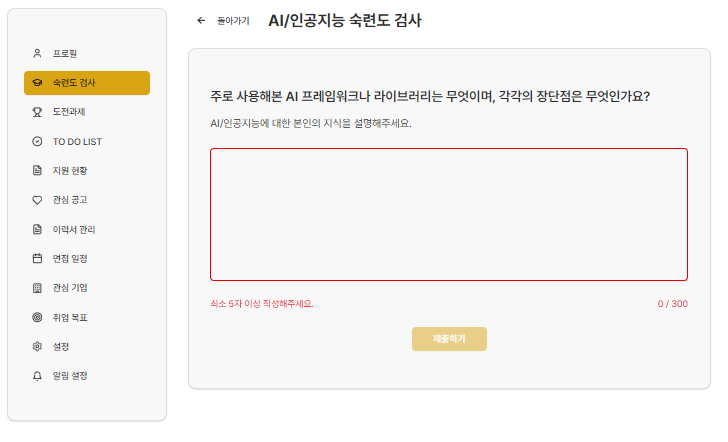 프로필
숙련도 검사
도전과제
TO DO LIST
지원 현황
관심 공고
이력서 관리
면접 일정
관심 기업
취업 목표
설정
알림 설정
돌아가기
AI/인공지능 숙련도 검사
주로 사용해본 AI 프레임워크나 라이브러리는 무엇이며, 각각의 장단점은 무엇인가요?
AI/인공지능에 대한 본인의 지식을 설명해주세요.
최소 5자 이상 작성해주세요.
0 / 300
제출하기